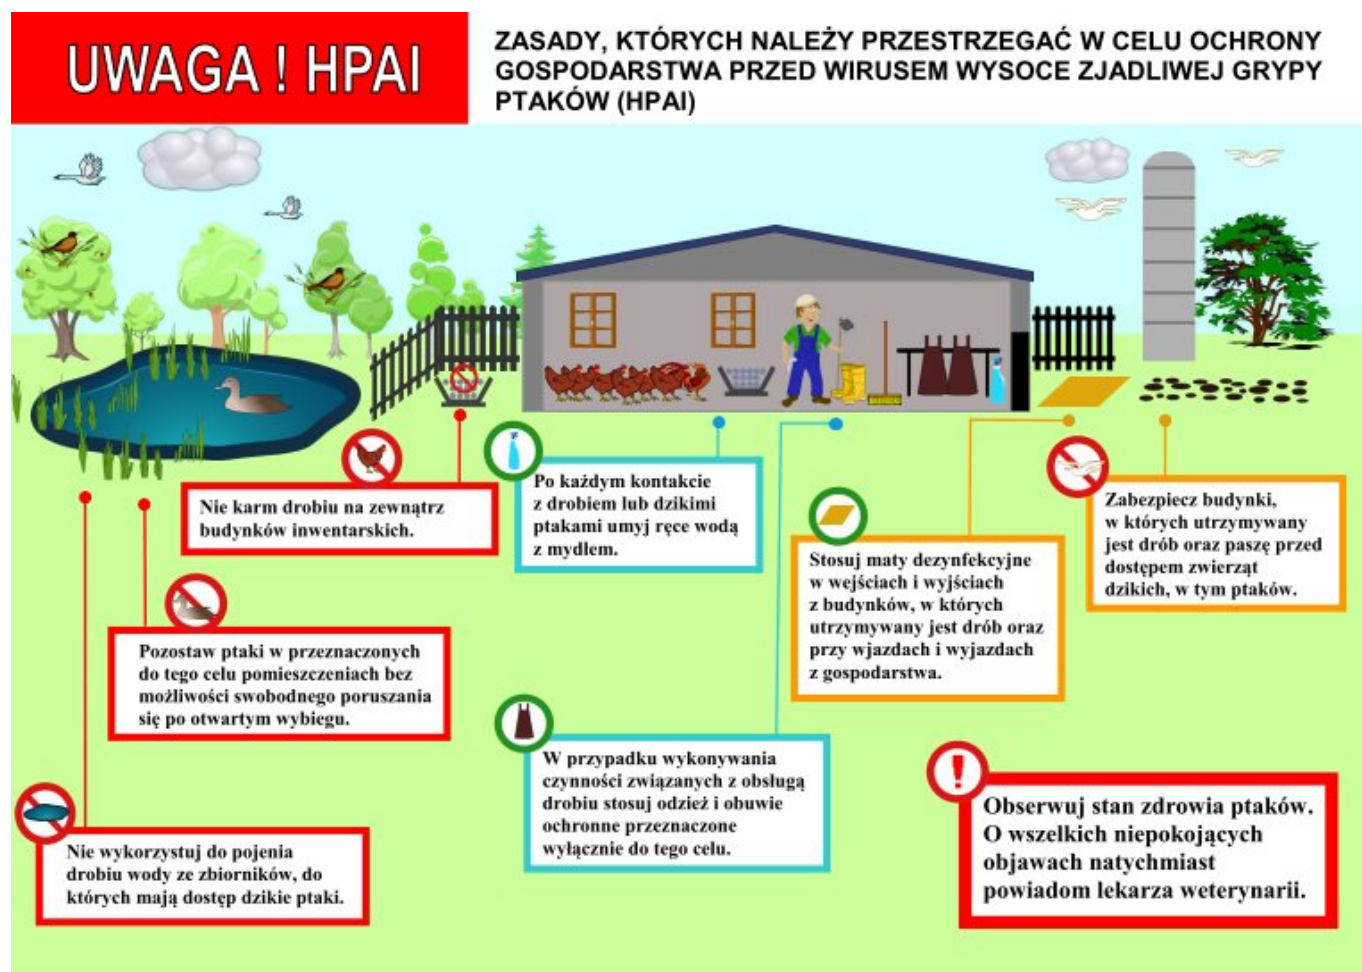 UWAGA ! HPAI
ZASADY, KTÓRYCH NALEŻY PRZESTRZEGAĆ W CELU OCHRONY
GOSPODARSTWA PRZED WIRUSEM WYSOCE ZJADLIWEJ GRYPY
PTAKÓW (HPAI)
Nie karm drobiu na zewnątrz
budynków inwentarskich.
Po każdym kontakcie
z drobiem lub dzikimi
ptakami umyj ręce wodą
z mydłem.
Stosuj maty dezynfekcyjne
w wejściach i wyjściach
z budynków, w których
utrzymywany jest drób oraz
przy wjazdach i wyjazdach
z gospodarstwa.
Zabezpiecz budynki,
w których utrzymywany
jest drób oraz paszę przed
dostępem zwierząt
dzikich, w tym ptaków.
Pozostaw ptaki w przeznaczonych
do tego celu pomieszczeniach bez
możliwości swobodnego poruszania
się po otwartym wybiegu.
W przypadku wykonywania
czynności związanych z obsługą
drobiu stosuj odzież i obuwie
ochronne przeznaczone
wyłącznie do tego celu.
Nie wykorzystuj do pojenia
drobiu wody ze zbiorników, do
których mają dostęp dzikie ptaki.
Obserwuj stan zdrowia ptaków.
O wszelkich niepokojących
objawach natychmiast
powiadom lekarza weterynarii.